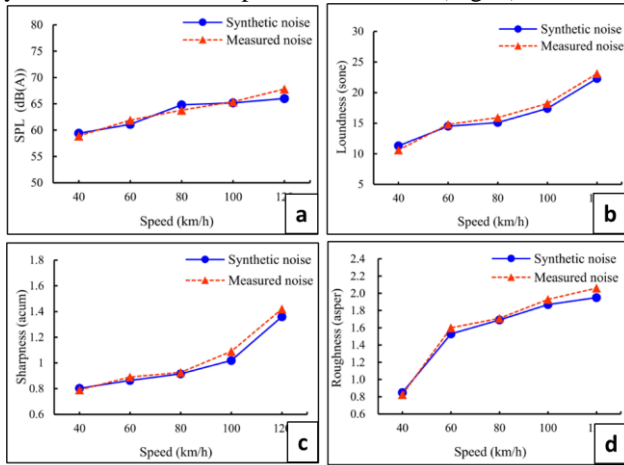 Synthetic noise
Measured noise
SPL (dB(A))
80
75
70
65
60
55
50
40 60 80 100
Speed (km/h)
a
Synthetic noise
Measured noise
Loundness (sone)
30
25
20
15
10
5
40 60 80 100
Speed (km/h)
b
Synthetic noise
Measured noise
Sharpness (acum)
1.8
1.6
1.4
1.2
1
0.8
0.6
40 60 80 100
Speed (km/h)
c
Synthetic noise
Measured noise
Roughness (asper)
2.4
2.2
2.0
1.8
1.6
1.4
1.2
1.0
0.8
0.6
40 60 80 100
Speed (km/h)
d